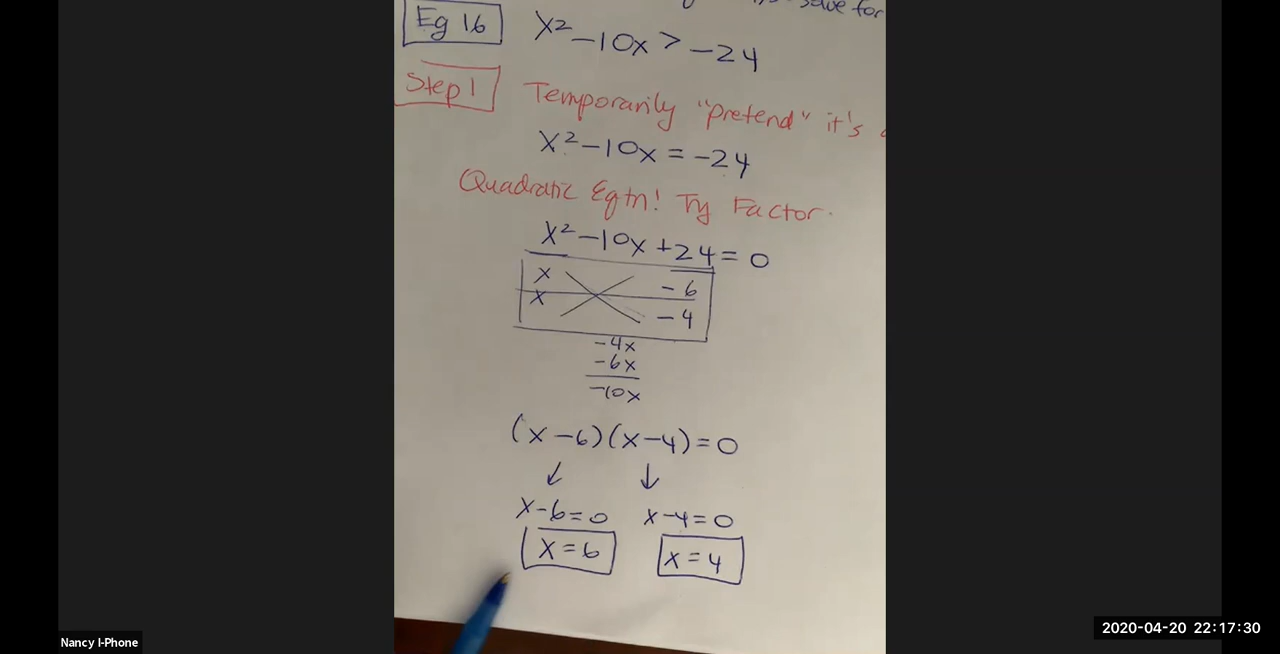 solve for
Eg 16 x² - 10x > -24
Step 1 Temporarily "pretend" it's
x² - 10x = -24
Quadratic Eqtn! Try Factor.
x² - 10x + 24 = 0
x - 6
x - 4
-4x
-6x
-10x
(x - 6)(x - 4) = 0
↓ ↓
x - 6 = 0 x - 4 = 0
x = 6 x = 4
Nancy I-Phone
2020-04-20 22:17:30